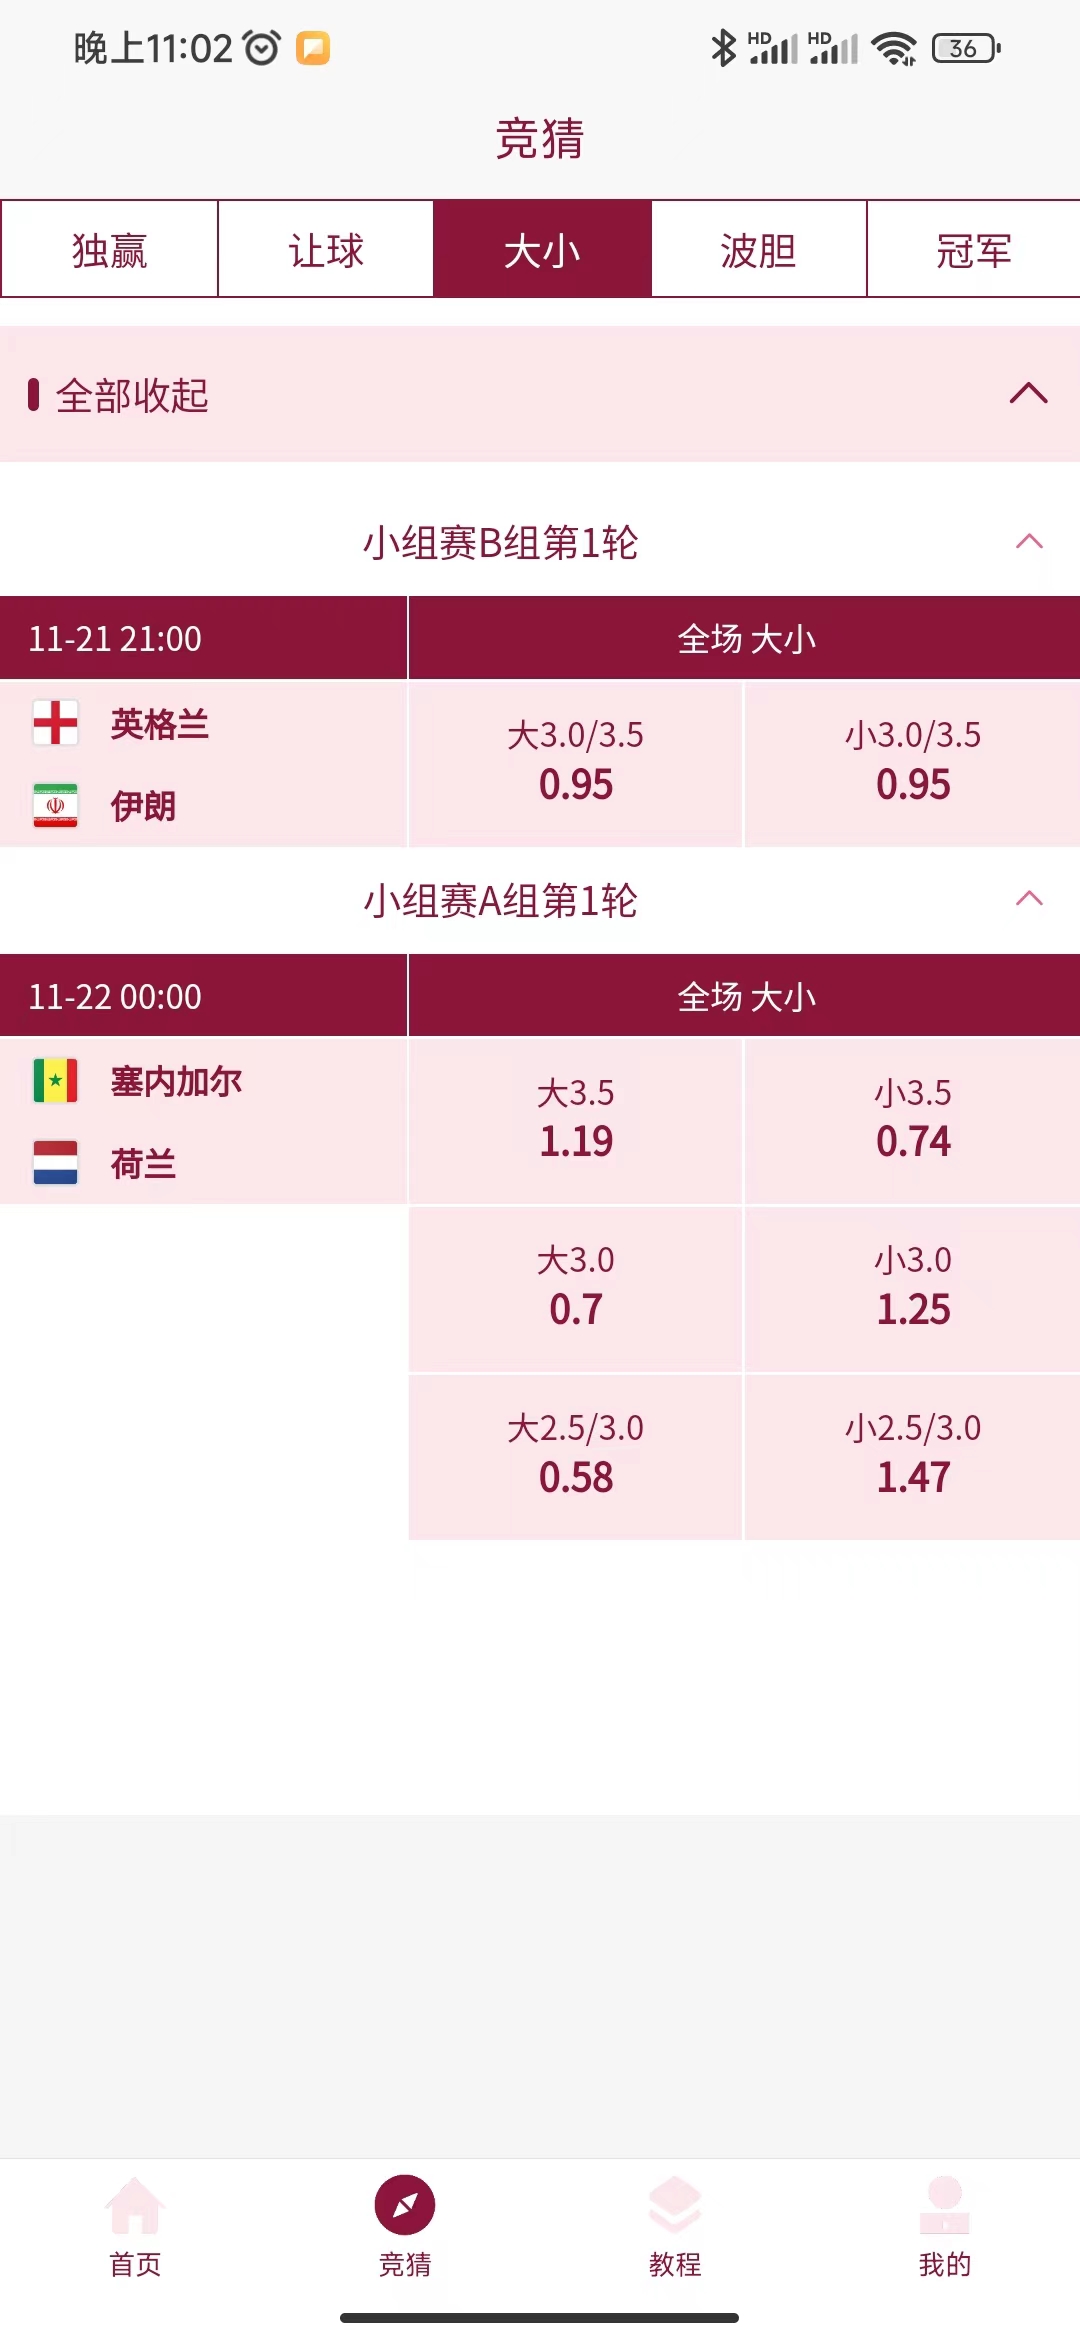 晚上11:02
HD HD 36
竞猜
独赢 让球 大小 波胆 冠军
全部收起
小组赛B组第1轮
11-21 21:00 全场 大小
英格兰
伊朗
大3.0/3.5 小3.0/3.5
0.95 0.95
小组赛A组第1轮
11-22 00:00 全场 大小
塞内加尔
荷兰
大3.5 小3.5
1.19 0.74
大3.0 小3.0
0.7 1.25
大2.5/3.0 小2.5/3.0
0.58 1.47
首页 竞猜 教程 我的